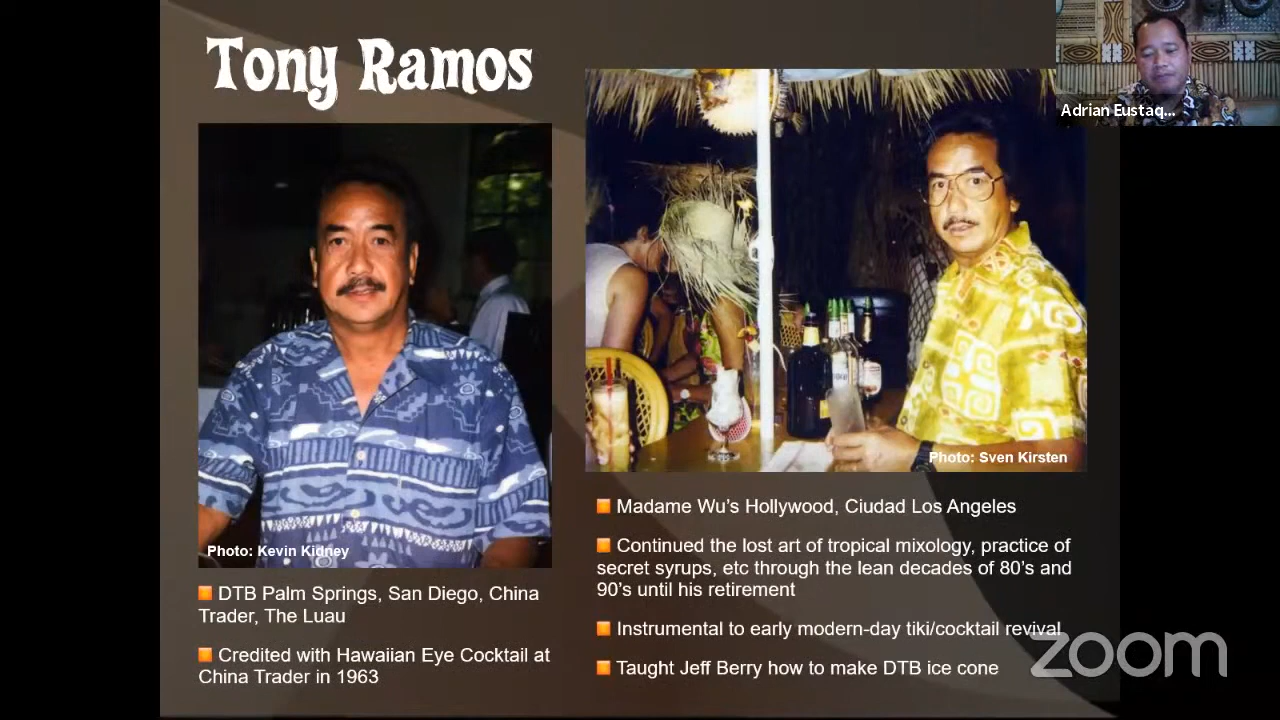 Tony Ramos
Adrian Eustaq...
Photo: Kevin Kidney
DTB Palm Springs, San Diego, China
Trader, The Luau
Credited with Hawaiian Eye Cocktail at
China Trader in 1963
Photo: Sven Kirsten
Madame Wu’s Hollywood, Ciudad Los Angeles
Continued the lost art of tropical mixology, practice of
secret syrups, etc through the lean decades of 80’s and
90’s until his retirement
Instrumental to early modern-day tiki/cocktail revival
Taught Jeff Berry how to make DTB ice cone
zoom